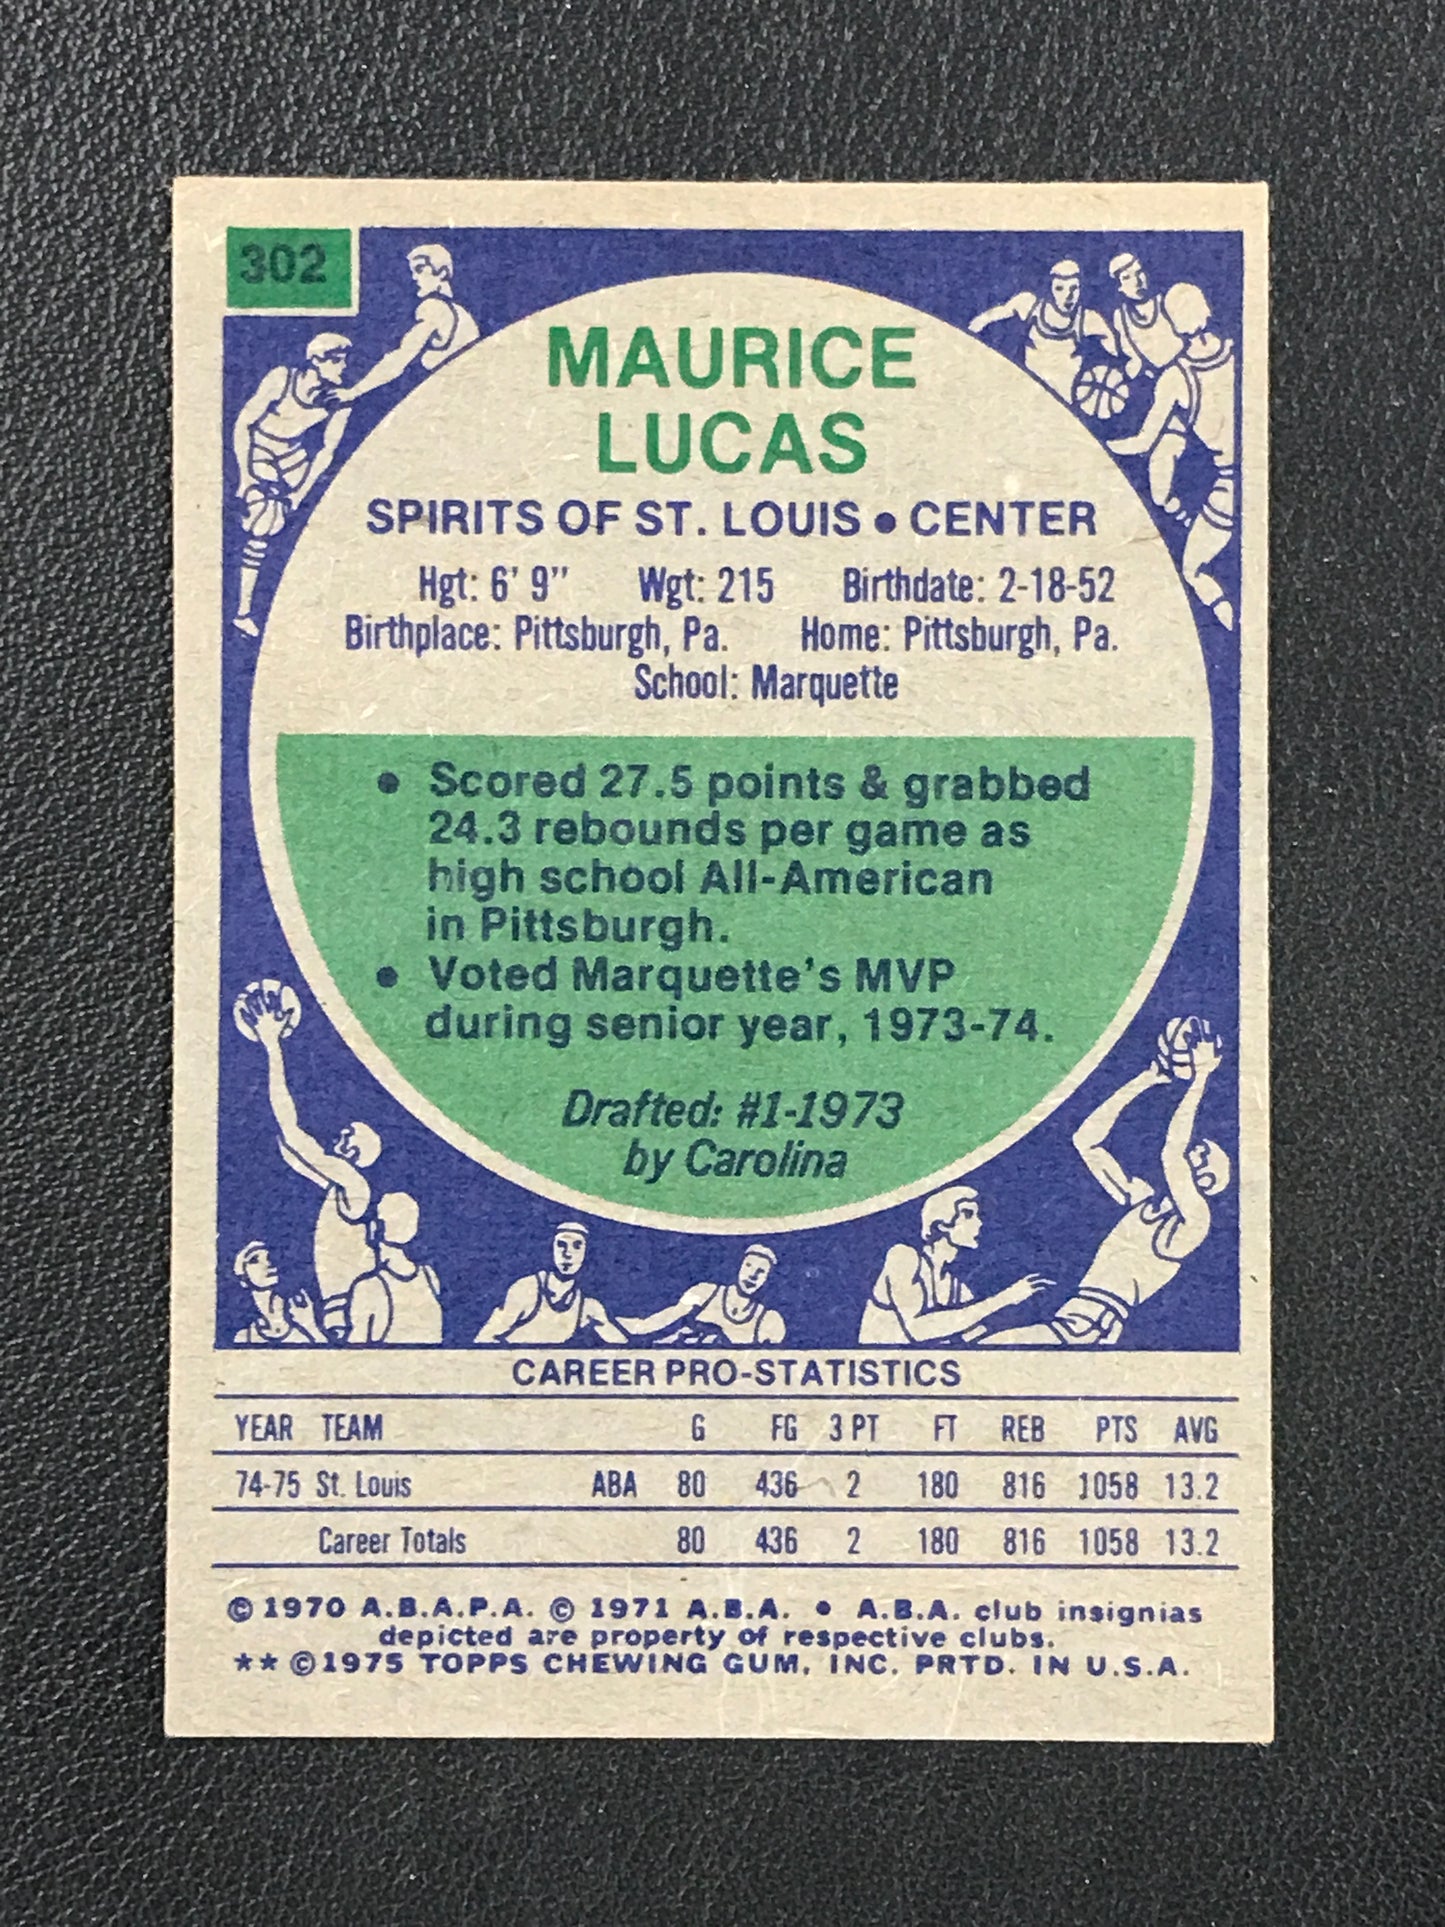 302
MAURICE
LUCAS
SPIRITS OF ST. LOUIS • CENTER
Hgt: 6' 9" Wgt: 215 Birthdate: 2-18-52
Birthplace: Pittsburgh, Pa. Home: Pittsburgh, Pa.
School: Marquette
• Scored 27.5 points & grabbed
24.3 rebounds per game as
high school All-American
in Pittsburgh.
• Voted Marquette's MVP
during senior year, 1973-74.
Drafted: #1-1973
by Carolina
CAREER PRO-STATISTICS
YEAR TEAM G FG 3 PT FT REB PTS AVG
74-75 St. Louis ABA 80 436 2 180 816 1058 13.2
Career Totals 80 436 2 180 816 1058 13.2
© 1970 A.B.A.P.A. © 1971 A.B.A. • A.B.A. club insignias
depicted are property of respective clubs.
** ©1975 TOPPS CHEWING GUM, INC. PRTD. IN U.S.A.